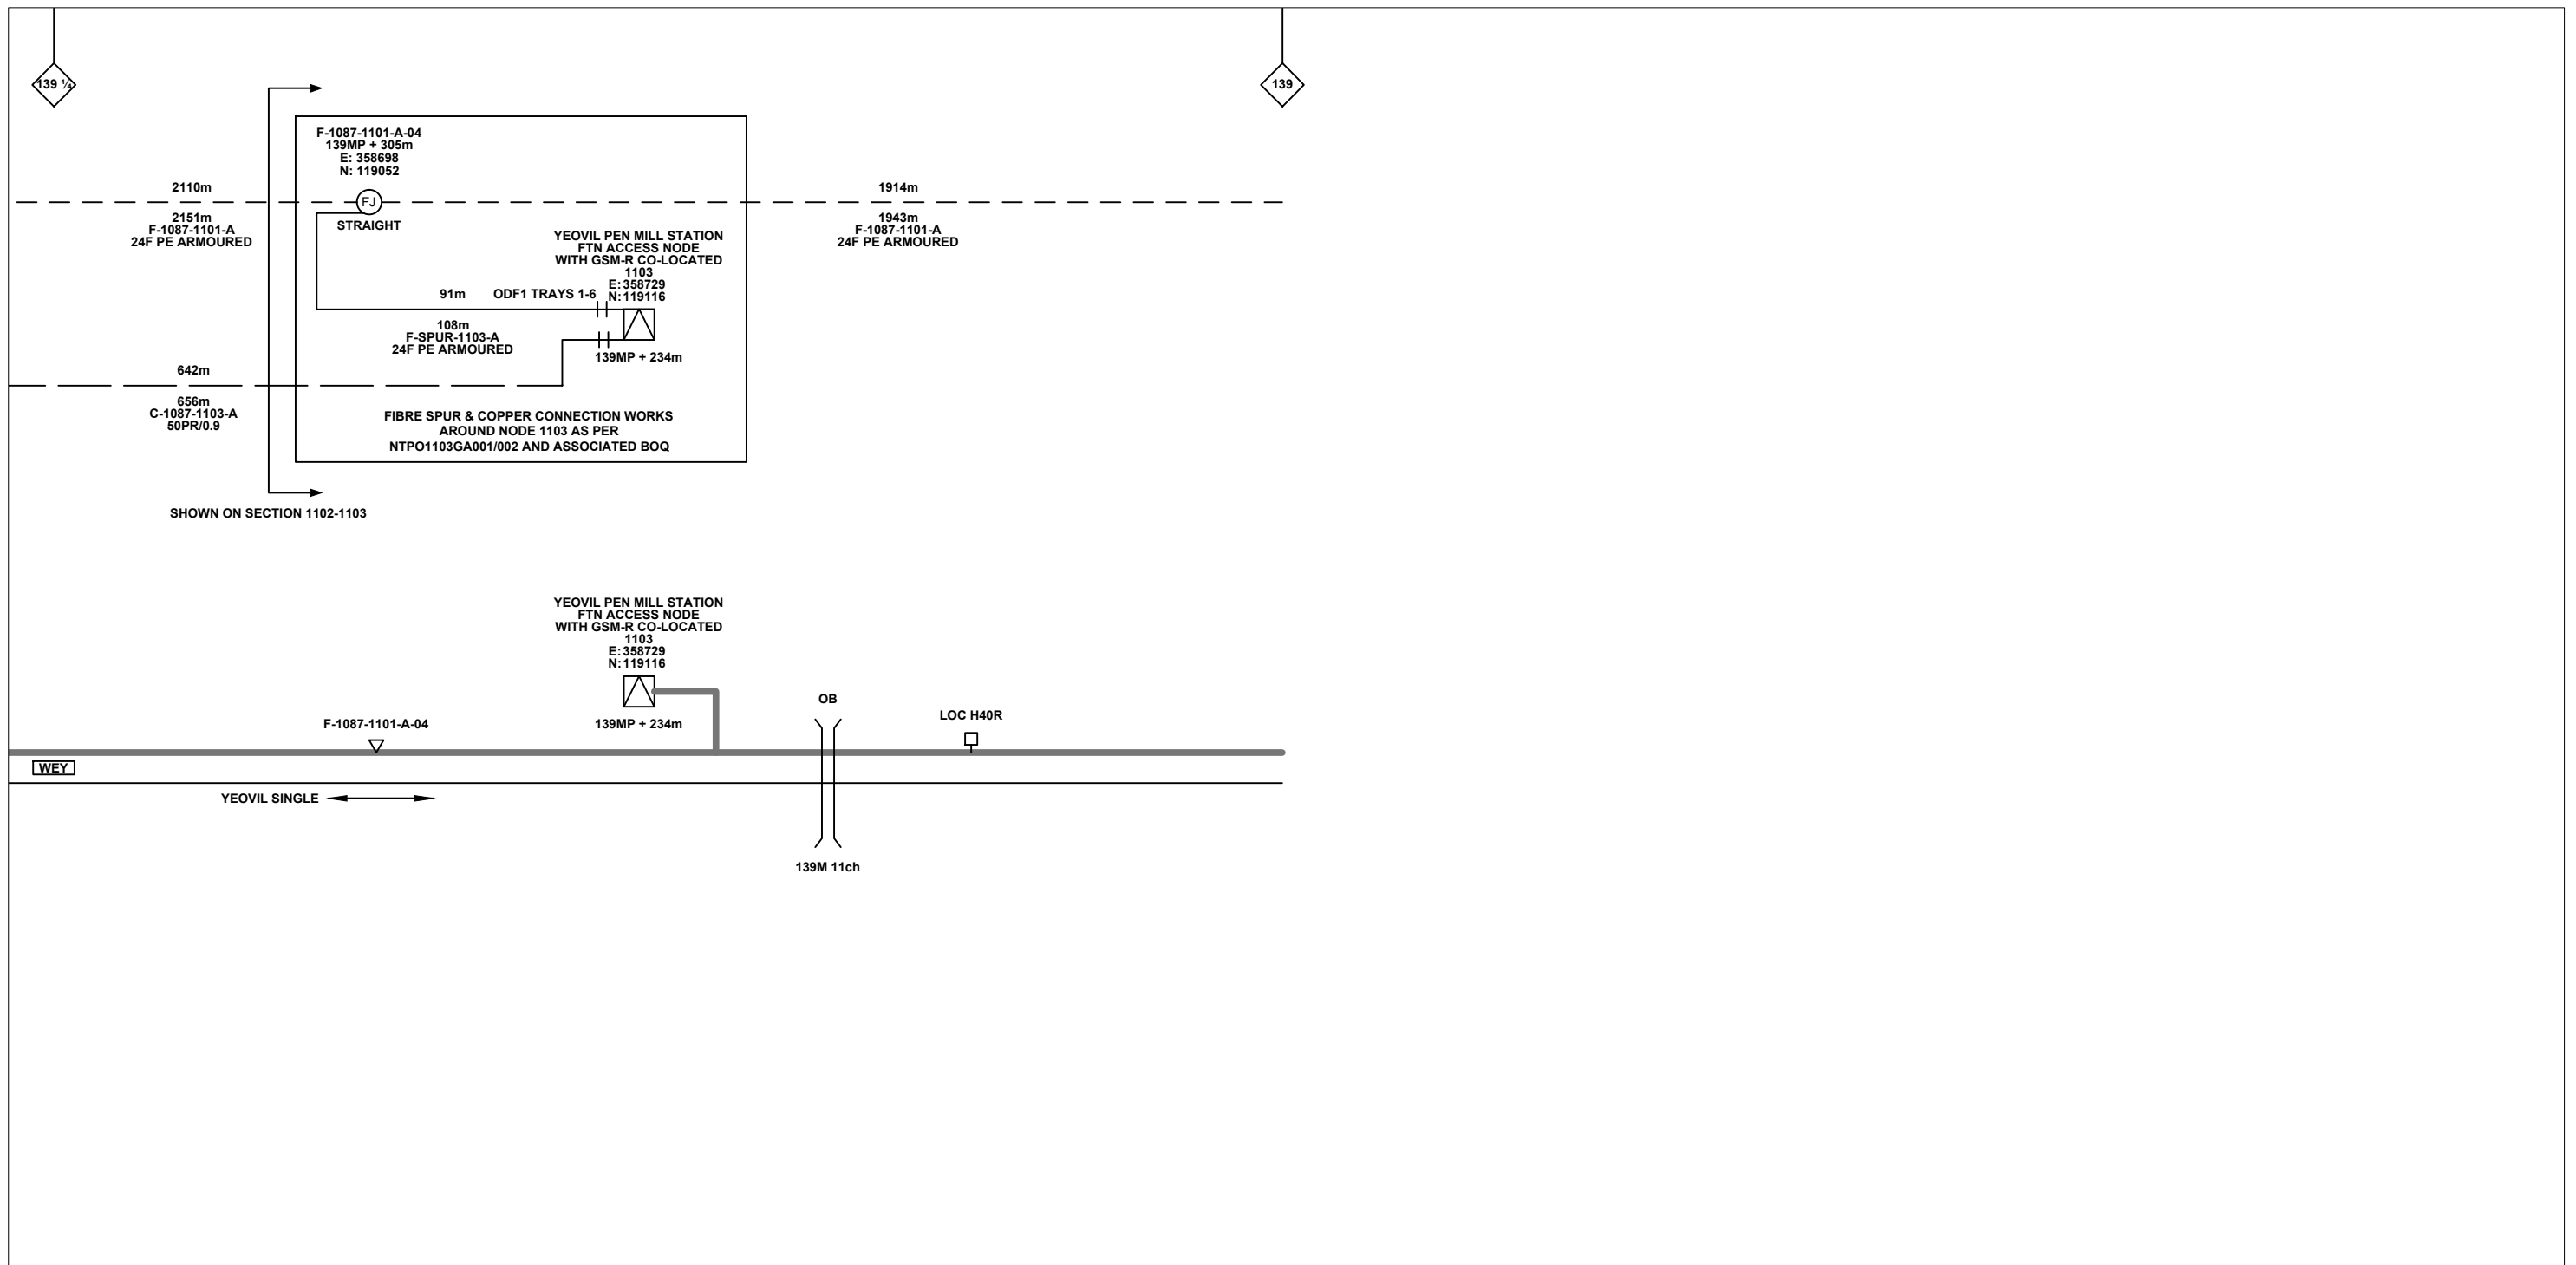 139 ¼
139
F-1087-1101-A-04
139MP + 305m
E: 358698
N: 119052
2110m
2151m
F-1087-1101-A
24F PE ARMOURED
FJ
STRAIGHT
1914m
1943m
F-1087-1101-A
24F PE ARMOURED
YEOVIL PEN MILL STATION
FTN ACCESS NODE
WITH GSM-R CO-LOCATED
1103
E:358729
N:119116
91m
ODF1 TRAYS 1-6
108m
F-SPUR-1103-A
24F PE ARMOURED
139MP + 234m
642m
656m
C-1087-1103-A
50PR/0.9
FIBRE SPUR & COPPER CONNECTION WORKS
AROUND NODE 1103 AS PER
NTPO1103GA001/002 AND ASSOCIATED BOQ
SHOWN ON SECTION 1102-1103
YEOVIL PEN MILL STATION
FTN ACCESS NODE
WITH GSM-R CO-LOCATED
1103
E:358729
N:119116
139MP + 234m
F-1087-1101-A-04
OB
LOC H40R
WEY
YEOVIL SINGLE
139M 11ch